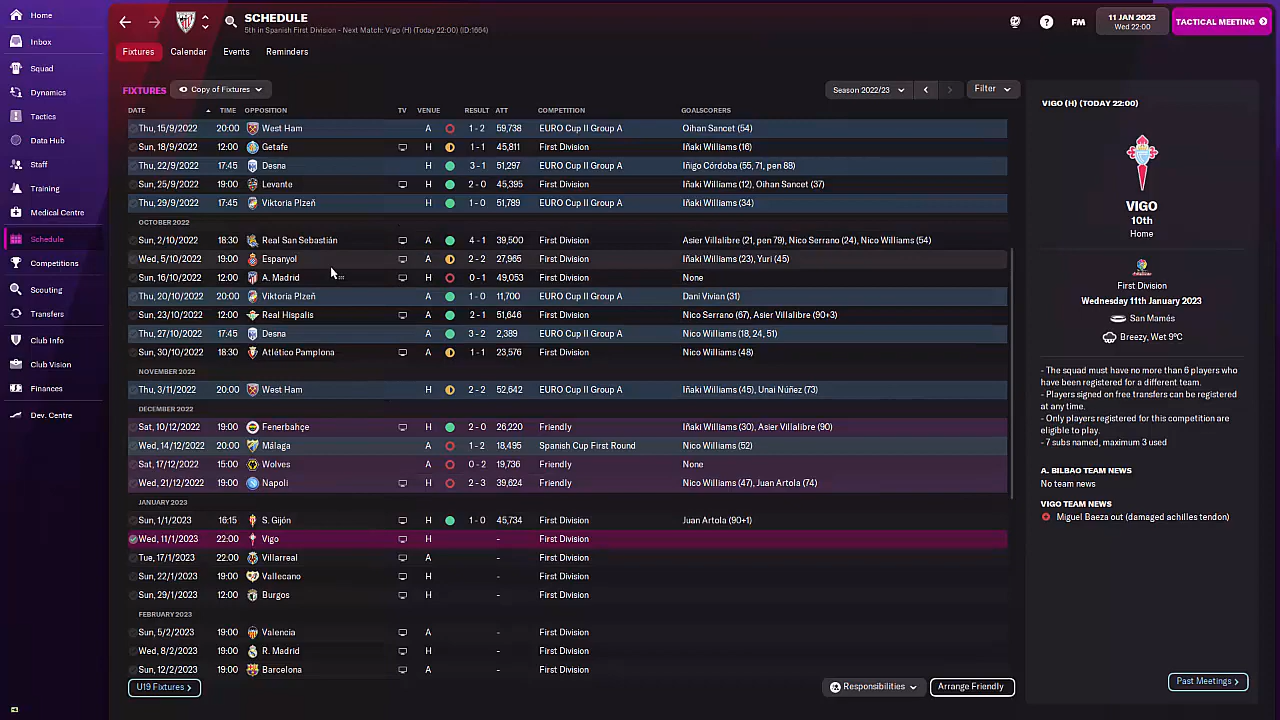 Home
Inbox
Squad
Dynamics
Tactics
Data Hub
Staff
Training
Medical Centre
Schedule
Competitions
Scouting
Transfers
Club Info
Club Vision
Finances
Dev. Centre
SCHEDULE
5th in Spanish First Division - Next Match: Vigo (H) (Today 22:00) (ID:1664)
? FM 11 JAN 2023 Wed 22:00 TACTICAL MEETING
Fixtures Calendar Events Reminders
FIXTURES Copy of Fixtures Season 2022/23 Filter
DATE TIME OPPOSITION TV VENUE RESULT ATT COMPETITION GOALSCORERS
Thu, 15/9/2022 20:00 West Ham A 1 - 2 59,738 EURO Cup II Group A Oihan Sancet (54)
Sun, 18/9/2022 12:00 Getafe H 1 - 1 45,811 First Division Iñaki Williams (16)
Thu, 22/9/2022 17:45 Desna H 3 - 1 51,297 EURO Cup II Group A Iñigo Córdoba (55, 71, pen 88)
Sun, 25/9/2022 19:00 Levante H 2 - 0 45,395 First Division Iñaki Williams (12), Oihan Sancet (37)
Thu, 29/9/2022 17:45 Viktoria Plzeň H 1 - 0 51,789 EURO Cup II Group A Iñaki Williams (34)
OCTOBER 2022
Sun, 2/10/2022 18:30 Real San Sebastián A 4 - 1 39,500 First Division Asier Villalibre (21, pen 79), Nico Serrano (24), Nico Williams (54)
Wed, 5/10/2022 19:00 Espanyol A 2 - 2 27,965 First Division Iñaki Williams (23), Yuri (45)
Sun, 16/10/2022 12:00 A. Madrid H 0 - 1 49,053 First Division None
Thu, 20/10/2022 20:00 Viktoria Plzeň A 1 - 0 11,700 EURO Cup II Group A Dani Vivian (31)
Sun, 23/10/2022 12:00 Real Hispalis A 2 - 1 51,646 First Division Nico Serrano (67), Asier Villalibre (90+3)
Thu, 27/10/2022 17:45 Desna A 3 - 2 2,389 EURO Cup II Group A Nico Williams (18, 24, 51)
Sun, 30/10/2022 18:30 Atlético Pamplona A 1 - 1 23,576 First Division Nico Williams (48)
NOVEMBER 2022
Thu, 3/11/2022 20:00 West Ham H 2 - 2 52,642 EURO Cup II Group A Iñaki Williams (45), Unai Núñez (73)
DECEMBER 2022
Sat, 10/12/2022 19:00 Fenerbahçe H 2 - 0 26,220 Friendly Iñaki Williams (30), Asier Villalibre (90)
Wed, 14/12/2022 20:00 Málaga A 1 - 2 18,495 Spanish Cup First Round Nico Williams (52)
Sat, 17/12/2022 15:00 Wolves A 0 - 2 19,736 Friendly None
Wed, 21/12/2022 19:00 Napoli H 2 - 3 39,624 Friendly Nico Williams (47), Juan Artola (74)
JANUARY 2023
Sun, 1/1/2023 16:15 S. Gijón H 1 - 0 45,734 First Division Juan Artola (90+1)
Wed, 11/1/2023 22:00 Vigo H - First Division
Tue, 17/1/2023 22:00 Villarreal A - First Division
Sun, 22/1/2023 19:00 Vallecano H - First Division
Sun, 29/1/2023 12:00 Burgos H - First Division
FEBRUARY 2023
Sun, 5/2/2023 19:00 Valencia A - First Division
Wed, 8/2/2023 19:00 R. Madrid H - First Division
Sun, 12/2/2023 19:00 Barcelona A - First Division
U19 Fixtures > Responsibilities Arrange Friendly
VIGO (H) (TODAY 22:00)
VIGO
10th
Home
First Division
Wednesday 11th January 2023
San Mamés
Breezy, Wet 9ºC
- The squad must have no more than 6 players who
have been registered for a different team.
- Players signed on free transfers can be registered
at any time.
- Only players registered for this competition are
eligible to play.
- 7 subs named, maximum 3 used
A. BILBAO TEAM NEWS
No team news
VIGO TEAM NEWS
Miguel Baeza out (damaged achilles tendon)
Past Meetings >